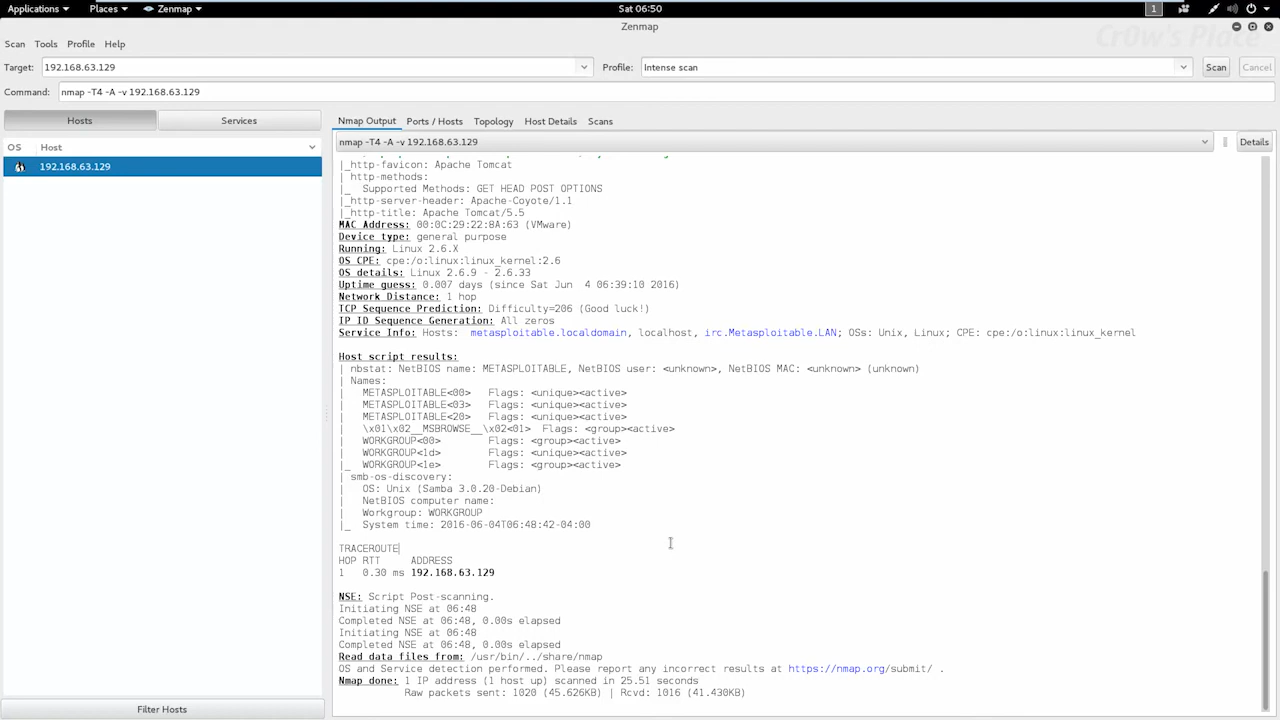 Applications Places Zenmap Sat 06:50 1
Zenmap
Cr0w's Place
Scan Tools Profile Help
Target: 192.168.63.129 Profile: Intense scan Scan Cancel
Command: nmap -T4 -A -v 192.168.63.129
Hosts Services Nmap Output Ports / Hosts Topology Host Details Scans
OS Host nmap -T4 -A -v 192.168.63.129 Details
192.168.63.129
|_http-favicon: Apache Tomcat
| http-methods:
|_  Supported Methods: GET HEAD POST OPTIONS
|_http-server-header: Apache-Coyote/1.1
|_http-title: Apache Tomcat/5.5
MAC Address: 00:0C:29:22:8A:63 (VMware)
Device type: general purpose
Running: Linux 2.6.X
OS CPE: cpe:/o:linux:linux_kernel:2.6
OS details: Linux 2.6.9 - 2.6.33
Uptime guess: 0.007 days (since Sat Jun  4 06:39:10 2016)
Network Distance: 1 hop
TCP Sequence Prediction: Difficulty=206 (Good luck!)
IP ID Sequence Generation: All zeros
Service Info: Hosts:  metasploitable.localdomain, localhost, irc.Metasploitable.LAN; OSs: Unix, Linux; CPE: cpe:/o:linux:linux_kernel
Host script results:
| nbstat: NetBIOS name: METASPLOITABLE, NetBIOS user: <unknown>, NetBIOS MAC: <unknown> (unknown)
| Names:
|   METASPLOITABLE<00>   Flags: <unique><active>
|   METASPLOITABLE<03>   Flags: <unique><active>
|   METASPLOITABLE<20>   Flags: <unique><active>
|   \x01\x02__MSBROWSE__\x02<01>  Flags: <group><active>
|   WORKGROUP<00>        Flags: <group><active>
|   WORKGROUP<1d>        Flags: <unique><active>
|_  WORKGROUP<1e>        Flags: <group><active>
| smb-os-discovery:
|   OS: Unix (Samba 3.0.20-Debian)
|   NetBIOS computer name:
|   Workgroup: WORKGROUP
|_  System time: 2016-06-04T06:48:42-04:00
TRACEROUTE
HOP RTT     ADDRESS
1   0.30 ms 192.168.63.129
NSE: Script Post-scanning.
Initiating NSE at 06:48
Completed NSE at 06:48, 0.00s elapsed
Initiating NSE at 06:48
Completed NSE at 06:48, 0.00s elapsed
Read data files from: /usr/bin/../share/nmap
OS and Service detection performed. Please report any incorrect results at https://nmap.org/submit/ .
Nmap done: 1 IP address (1 host up) scanned in 25.51 seconds
Raw packets sent: 1020 (45.626KB) | Rcvd: 1016 (41.430KB)
Filter Hosts